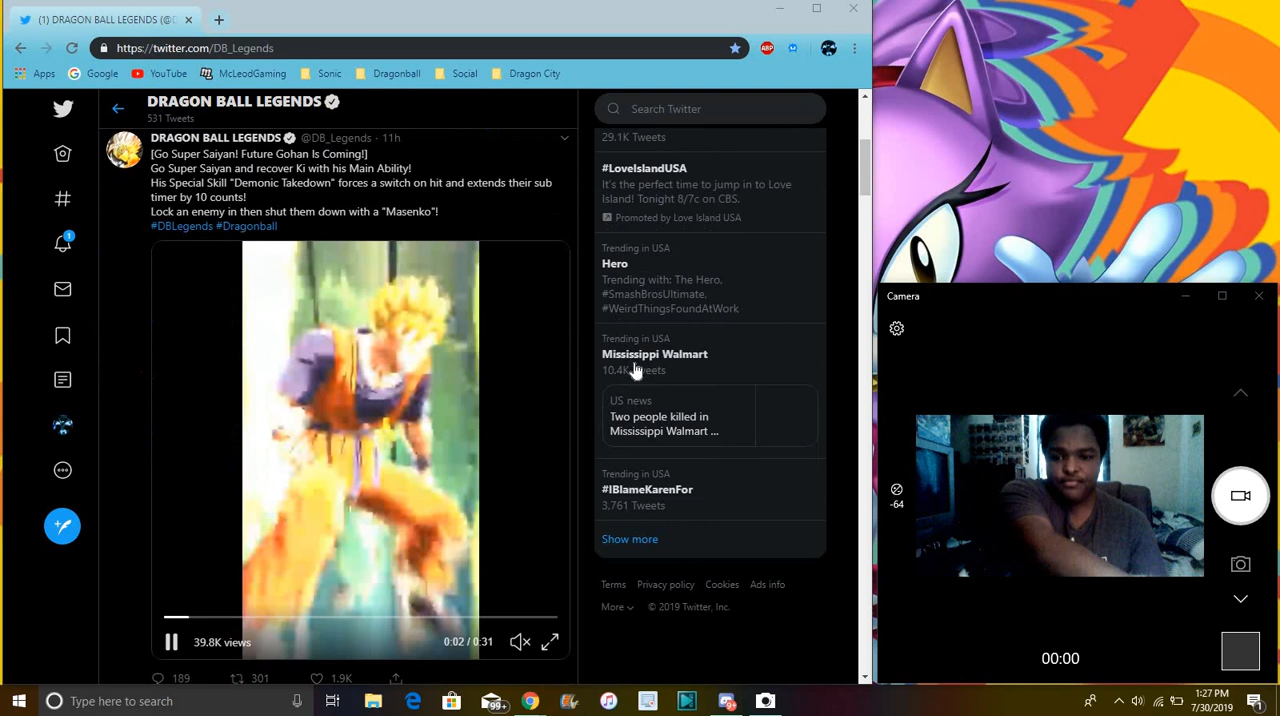 (1) DRAGON BALL LEGENDS (@D
https://twitter.com/DB_Legends
ABP
Apps
Google
YouTube
McLeodGaming
Sonic
Dragonball
Social
Dragon City
DRAGON BALL LEGENDS
531 Tweets
DRAGON BALL LEGENDS @DB_Legends · 11h
[Go Super Saiyan! Future Gohan Is Coming!]
Go Super Saiyan and recover Ki with his Main Ability!
His Special Skill "Demonic Takedown" forces a switch on hit and extends their sub
timer by 10 counts!
Lock an enemy in then shut them down with a "Masenko"!
#DBLegends #Dragonball
39.8K views
0:02 / 0:31
189
301
1.9K
1
Search Twitter
29.1K Tweets
#LoveIslandUSA
It's the perfect time to jump in to Love
Island! Tonight 8/7c on CBS.
Promoted by Love Island USA
Trending in USA
Hero
Trending with: The Hero,
#SmashBrosUltimate,
#WeirdThingsFoundAtWork
Trending in USA
Mississippi Walmart
10.4K Tweets
US news
Two people killed in
Mississippi Walmart ...
Trending in USA
#IBlameKarenFor
3,761 Tweets
Show more
Terms
Privacy policy
Cookies
Ads info
More
© 2019 Twitter, Inc.
Camera
-64
00:00
Type here to search
99+
9+
1:27 PM
7/30/2019
1